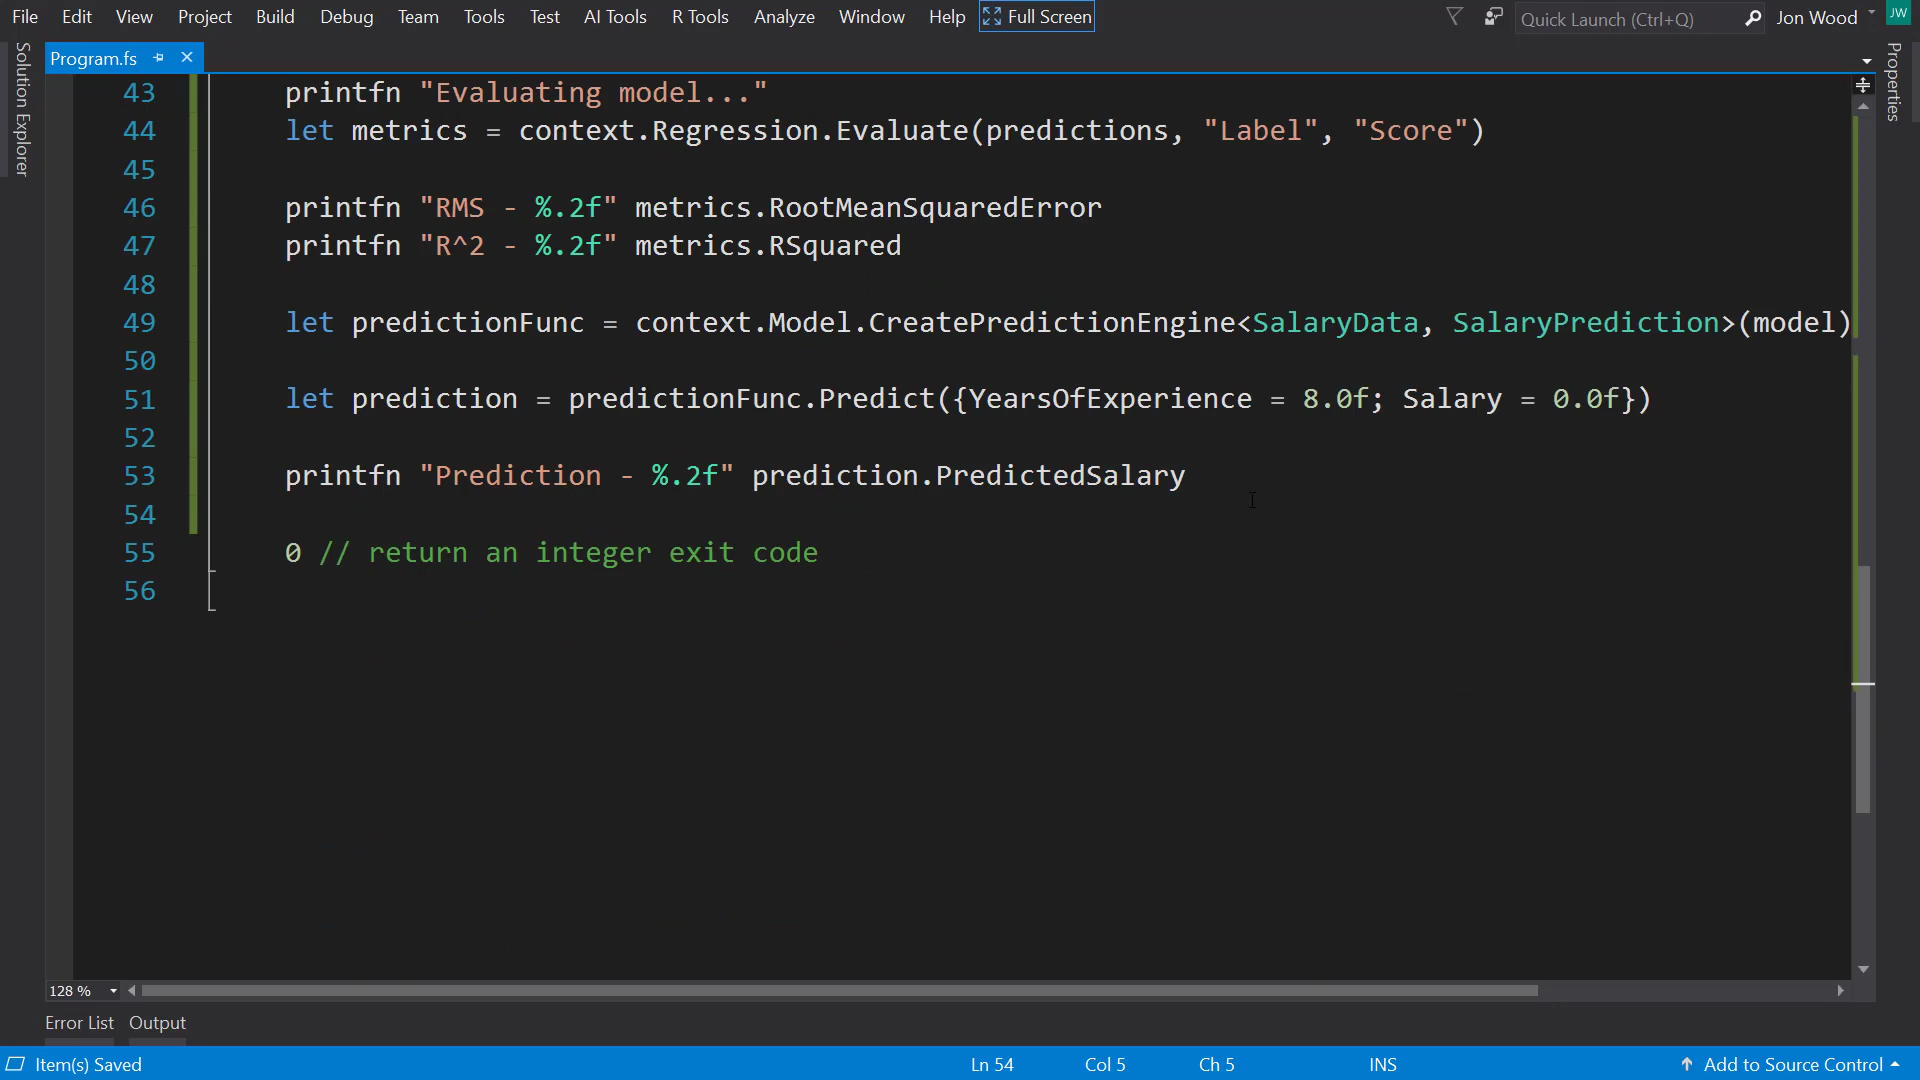 File Edit View Project Build Debug Team Tools Test AI Tools R Tools Analyze Window Help Full Screen Quick Launch (Ctrl+Q) Jon Wood JW
Solution Explorer
Program.fs
Properties
43 printfn "Evaluating model..."
44 let metrics = context.Regression.Evaluate(predictions, "Label", "Score")
45
46 printfn "RMS - %.2f" metrics.RootMeanSquaredError
47 printfn "R^2 - %.2f" metrics.RSquared
48
49 let predictionFunc = context.Model.CreatePredictionEngine<SalaryData, SalaryPrediction>(model)
50
51 let prediction = predictionFunc.Predict({YearsOfExperience = 8.0f; Salary = 0.0f})
52
53 printfn "Prediction - %.2f" prediction.PredictedSalary
54
55 0 // return an integer exit code
56
128 %
Error List Output
Item(s) Saved Ln 54 Col 5 Ch 5 INS Add to Source Control